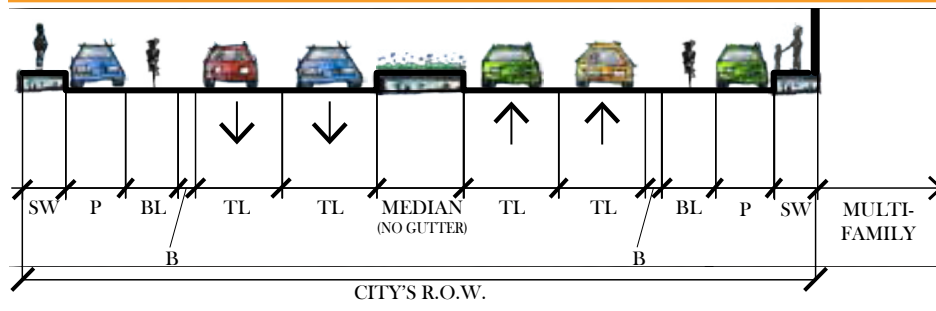 SW P BL TL TL MEDIAN TL TL BL P SW MULTI-
(NO GUTTER) FAMILY
B B
CITY'S R.O.W.